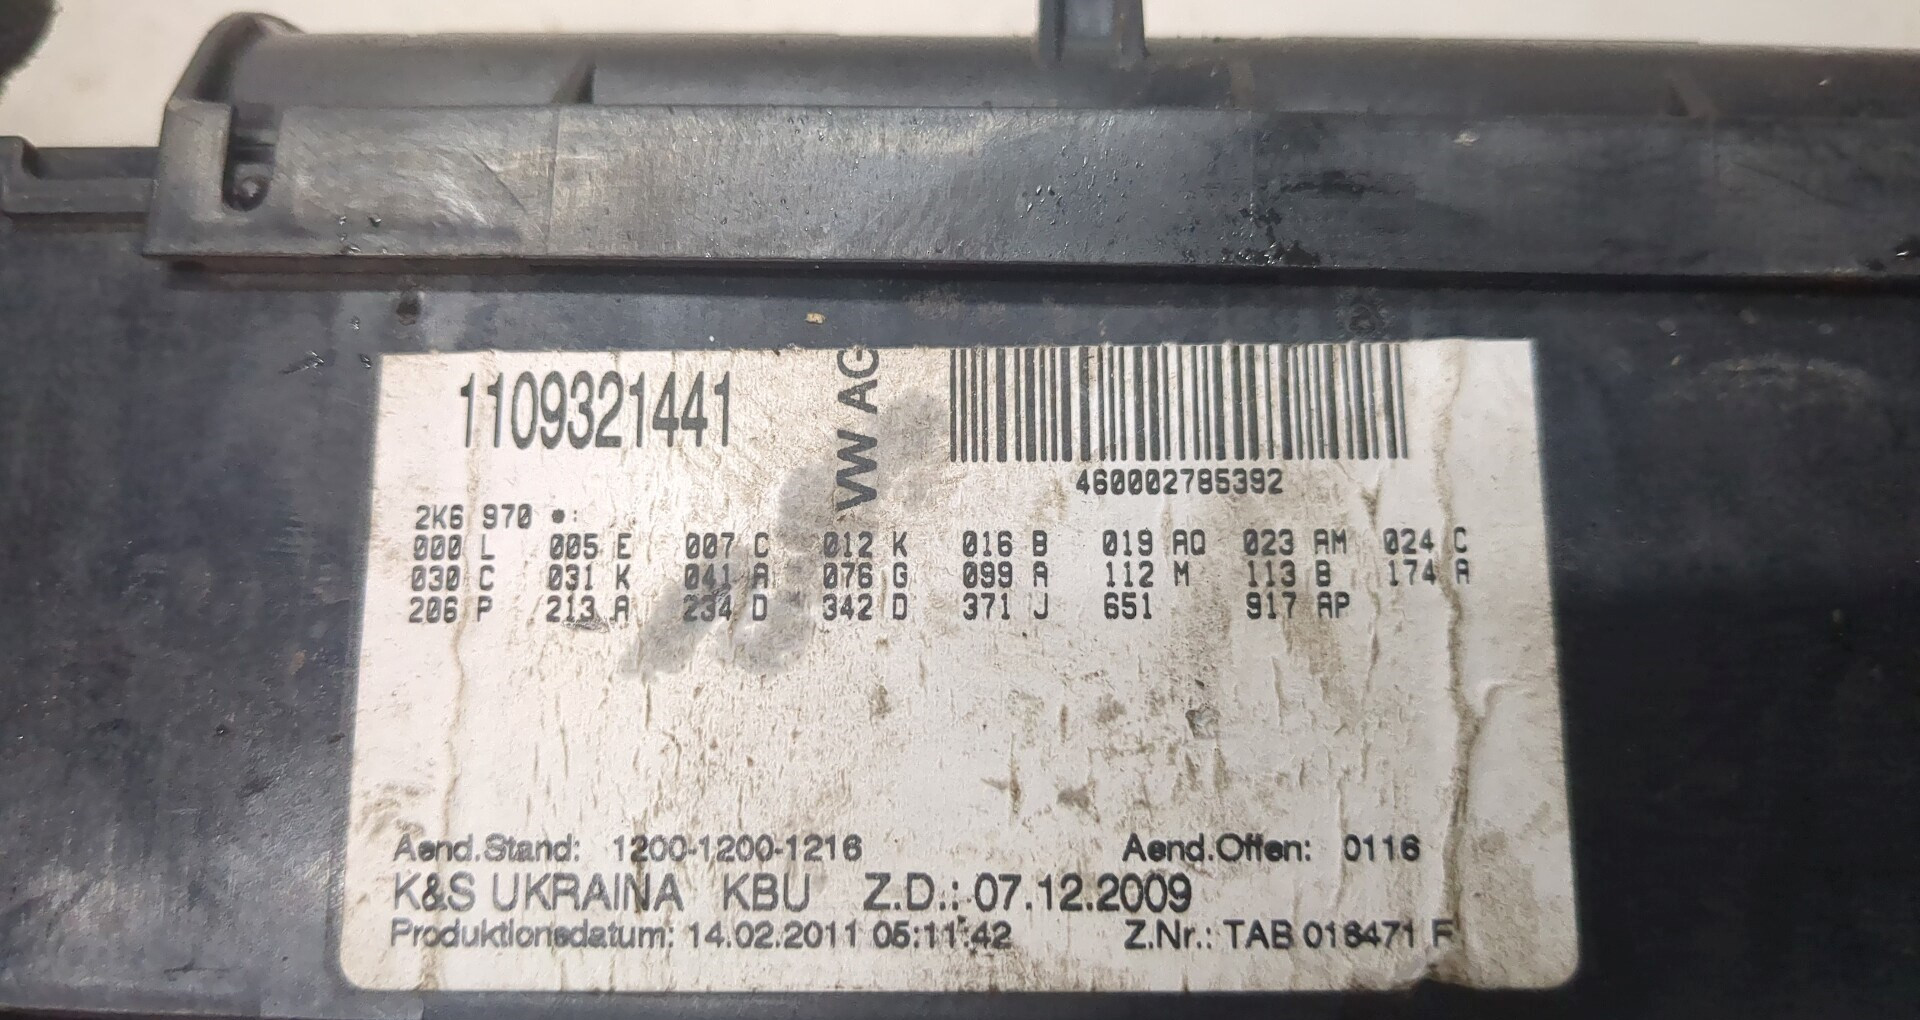 1109321441
VW AG
460002785392
2K6 970 •:
000 L 005 E 007 C 012 K 016 B 019 AQ 023 AM 024 C
030 C 031 K 041 A 076 G 099 A 112 M 113 B 174 A
206 P 213 A 234 D 342 D 371 J 651 917 AP
Aend.Stand: 1200-1200-1216 Aend.Offen: 0116
K&S UKRAINA KBU Z.D.: 07.12.2009
Produktionsdatum: 14.02.2011 05:11:42 Z.Nr.: TAB 016471 F